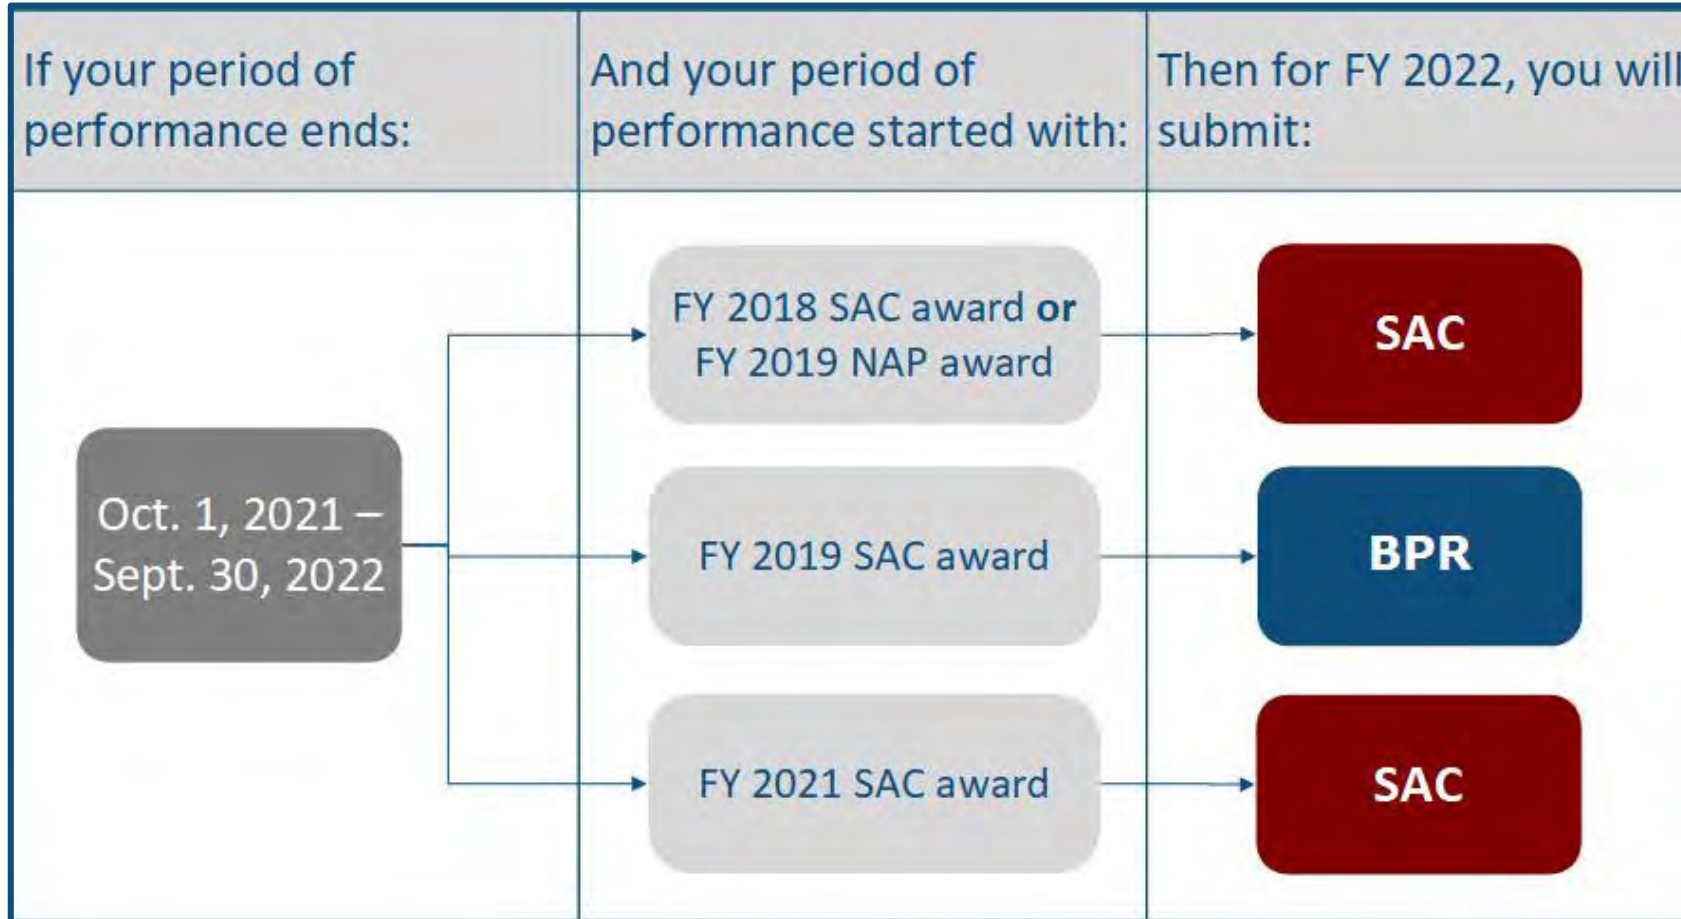 If your period of
performance ends:
And your period of
performance started with:
Then for FY 2022, you will
submit:
Oct. 1, 2021 –
Sept. 30, 2022
FY 2018 SAC award or
FY 2019 NAP award
SAC
FY 2019 SAC award
BPR
FY 2021 SAC award
SAC